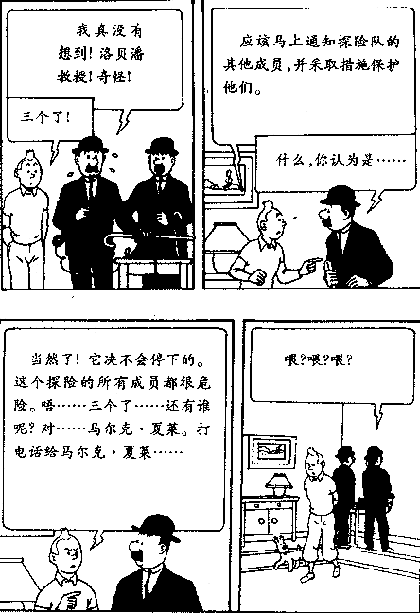 我真没有
想到!洛贝潘
教授!奇怪!
三个了!
应该马上通知探险队的
其他成员,并采取措施保护
他们。
什么,你认为是……
当然了!它决不会停下的。
这个探险的所有成员都很危
险。唔……三个了……还有谁
呢?对……马尔克·夏莱。打
电话给马尔克·夏莱……
喂?喂?喂?